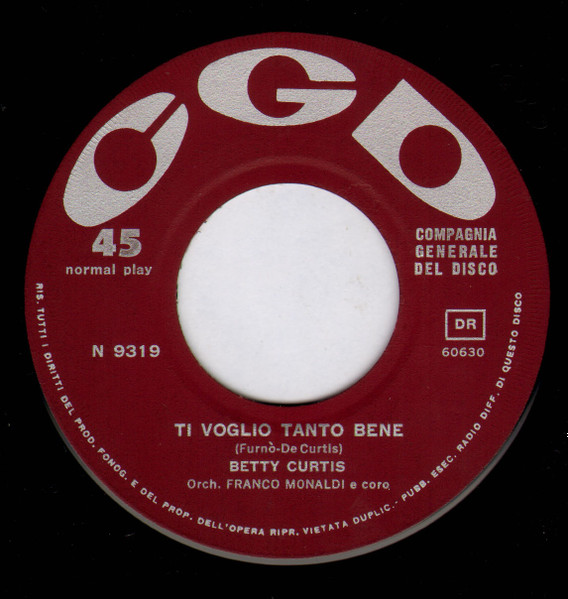 CGD
45
normal play
COMPAGNIA
GENERALE
DEL DISCO
N 9319
DR
60630
TI VOGLIO TANTO BENE
(Furnò-De Curtis)
BETTY CURTIS
Orch. FRANCO MONALDI e coro
RIS. TUTTI I DIRITTI DEL PROD. FONOG. E DEL PROP. DELL'OPERA RIPR. VIETATA DUPLIC.- PUBB. ESEC. RADIO DIFF. DI QUESTO DISCO